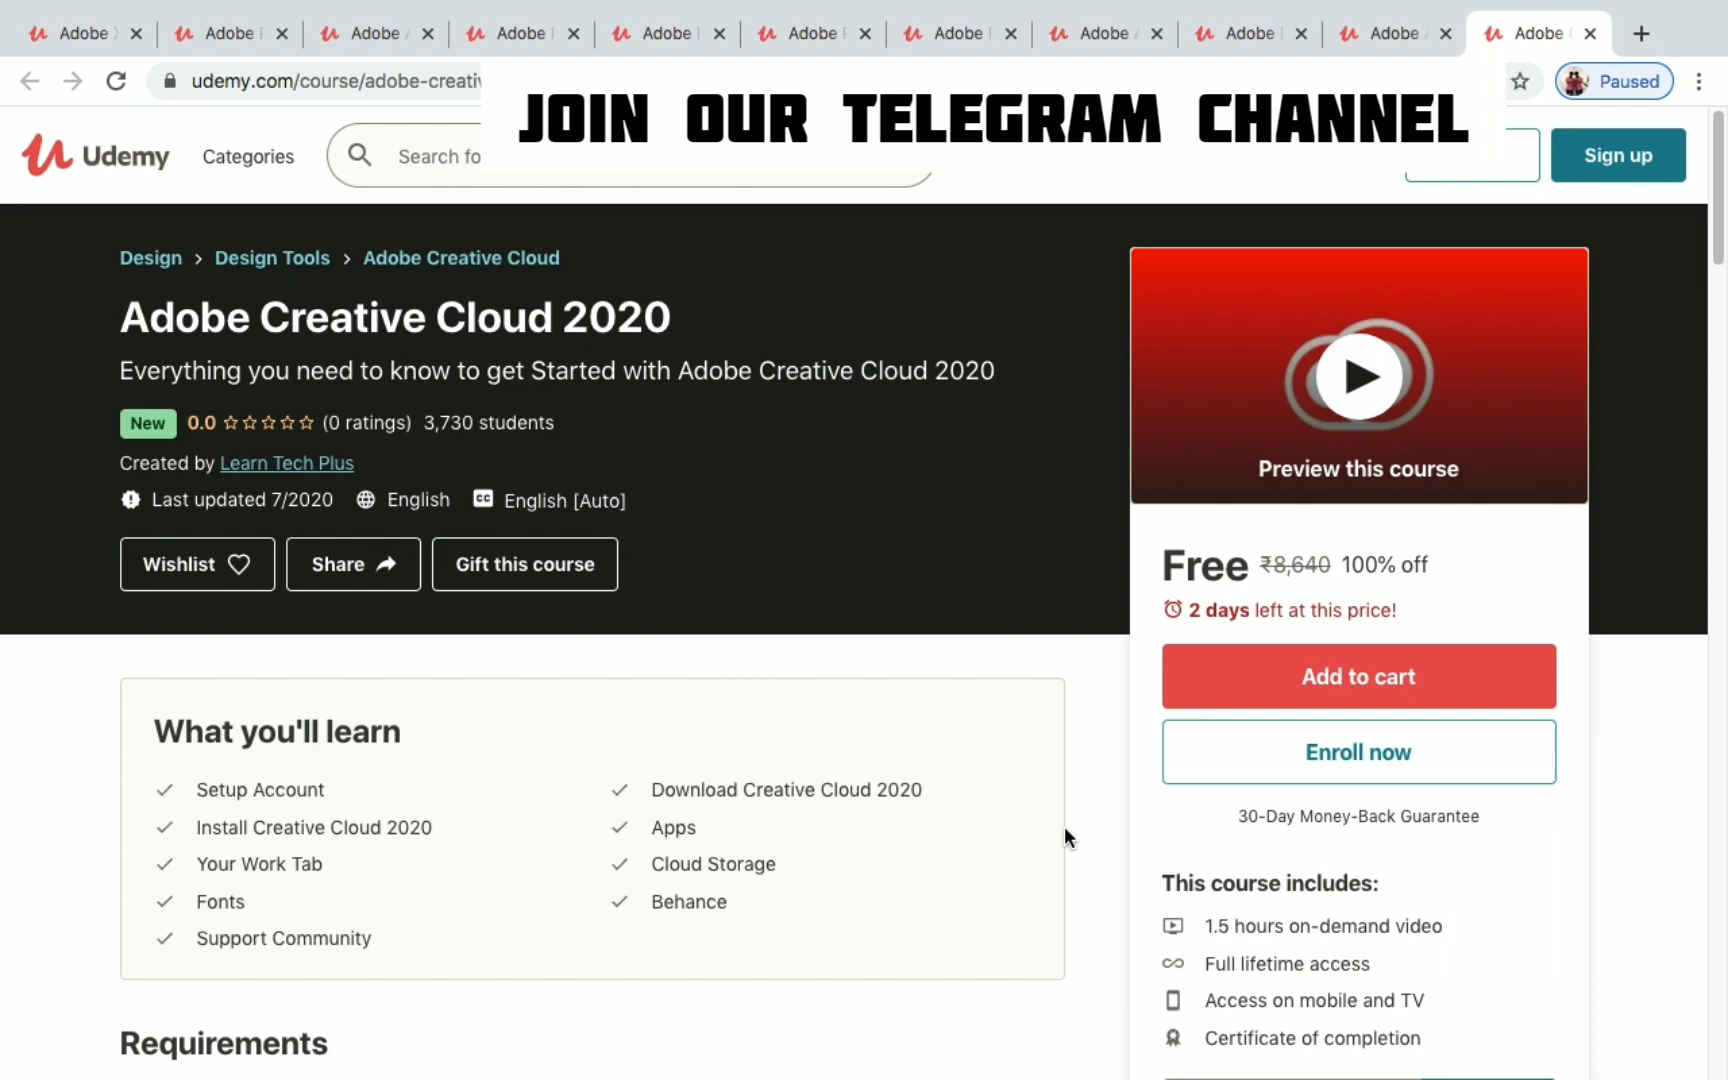 Adobe
Adobe
Adobe
Adobe
Adobe
Adobe
Adobe
Adobe
Adobe
Adobe
Adobe
udemy.com/course/adobe-creativ
Paused
JOIN OUR TELEGRAM CHANNEL
Udemy
Categories
Search fo
Sign up
Design > Design Tools > Adobe Creative Cloud
Adobe Creative Cloud 2020
Everything you need to know to get Started with Adobe Creative Cloud 2020
New 0.0 (0 ratings) 3,730 students
Created by Learn Tech Plus
Last updated 7/2020 English CC English [Auto]
Wishlist
Share
Gift this course
Preview this course
Free ₹8,640 100% off
2 days left at this price!
Add to cart
Enroll now
30-Day Money-Back Guarantee
This course includes:
1.5 hours on-demand video
Full lifetime access
Access on mobile and TV
Certificate of completion
What you'll learn
Setup Account
Download Creative Cloud 2020
Install Creative Cloud 2020
Apps
Your Work Tab
Cloud Storage
Fonts
Behance
Support Community
Requirements